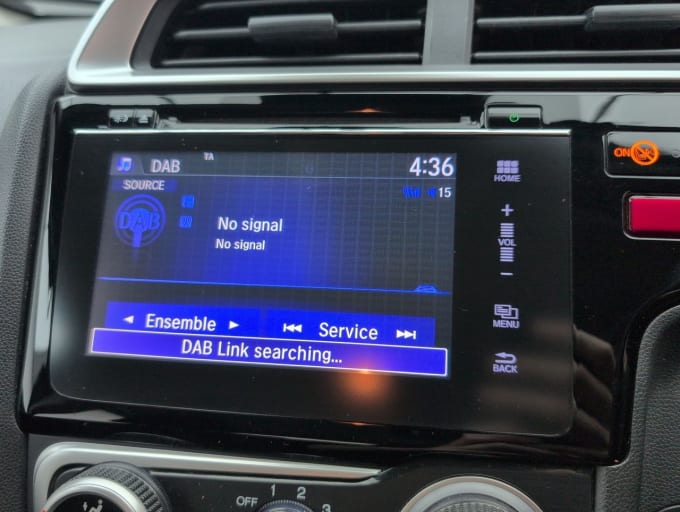 DAB
TA
4:36
SOURCE
15
DAB
No signal
No signal
Ensemble
Service
DAB Link searching...
HOME
+
VOL
−
MENU
BACK
ON
OFF 1 2 3